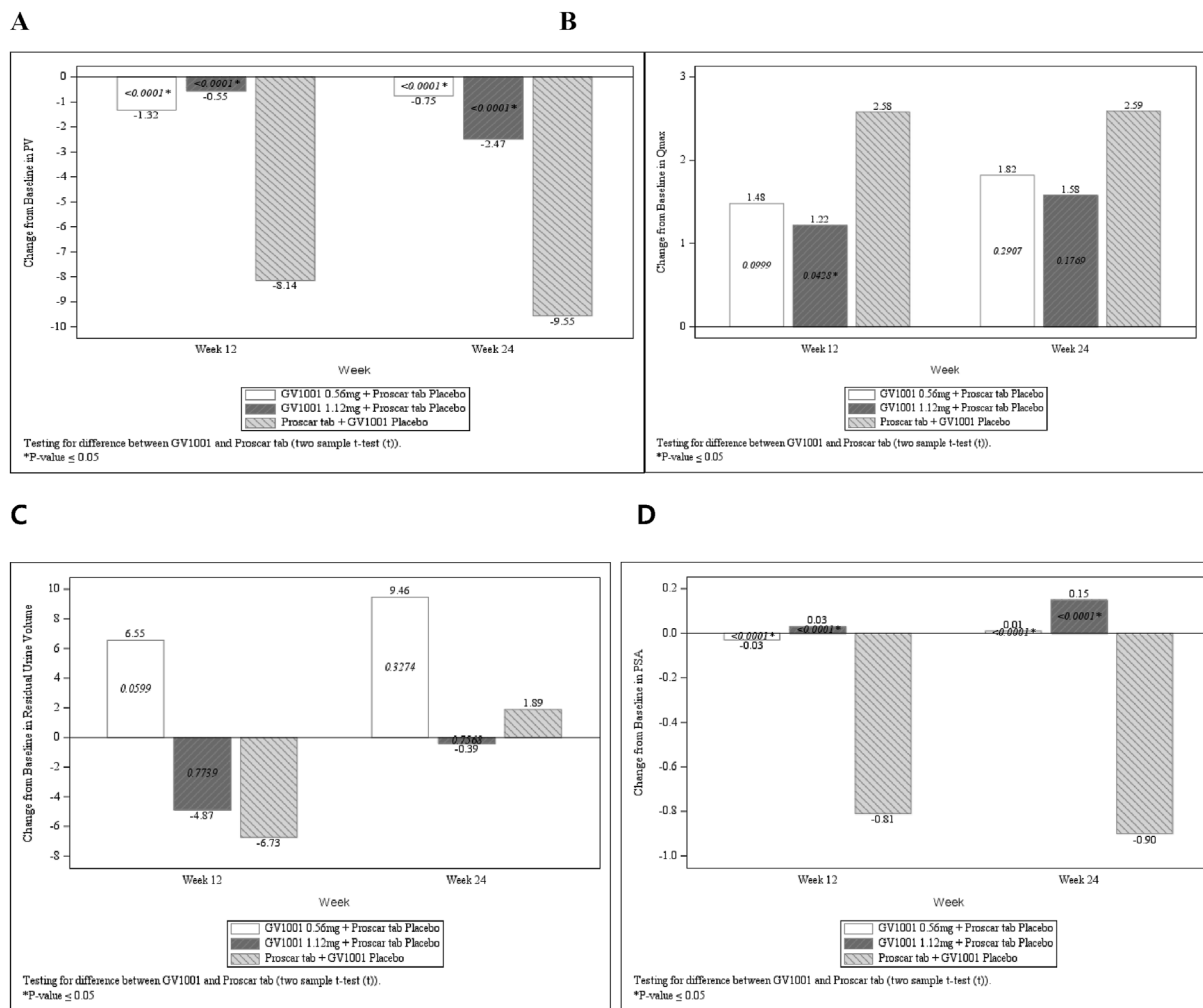 A
B
0
-1
-2
-3
-4
-5
-6
-7
-8
-9
-10
Change from Baseline in PV
<0.0001*
-1.32
<0.0001*
-0.55
-8.14
<0.0001*
-0.75
<0.0001*
-2.47
-9.55
Week 12
Week 24
Week
GV1001 0.56mg + Proscar tab Placebo
GV1001 1.12mg + Proscar tab Placebo
Proscar tab + GV1001 Placebo
Testing for difference between GV1001 and Proscar tab (two sample t-test (t)).
*P-value ≤ 0.05
3
2
1
0
Change from Baseline in Qmax
1.48
0.0999
1.22
0.0428*
2.58
1.82
0.2907
1.58
0.1769
2.59
Week 12
Week 24
Week
GV1001 0.56mg + Proscar tab Placebo
GV1001 1.12mg + Proscar tab Placebo
Proscar tab + GV1001 Placebo
Testing for difference between GV1001 and Proscar tab (two sample t-test (t)).
*P-value ≤ 0.05
C
D
10
8
6
4
2
0
-2
-4
-6
-8
Change from Baseline in Residual Urine Volume
6.55
0.0599
0.7739
-4.87
-6.73
9.46
0.3274
0.7568
-0.39
1.89
Week 12
Week 24
Week
GV1001 0.56mg + Proscar tab Placebo
GV1001 1.12mg + Proscar tab Placebo
Proscar tab + GV1001 Placebo
Testing for difference between GV1001 and Proscar tab (two sample t-test (t)).
*P-value ≤ 0.05
0.2
0.0
-0.2
-0.4
-0.6
-0.8
-1.0
Change from Baseline in PSA
<0.0001*
-0.03
0.03
<0.0001*
-0.81
0.01
<0.0001*
0.15
<0.0001*
-0.90
Week 12
Week 24
Week
GV1001 0.56mg + Proscar tab Placebo
GV1001 1.12mg + Proscar tab Placebo
Proscar tab + GV1001 Placebo
Testing for difference between GV1001 and Proscar tab (two sample t-test (t)).
*P-value ≤ 0.05